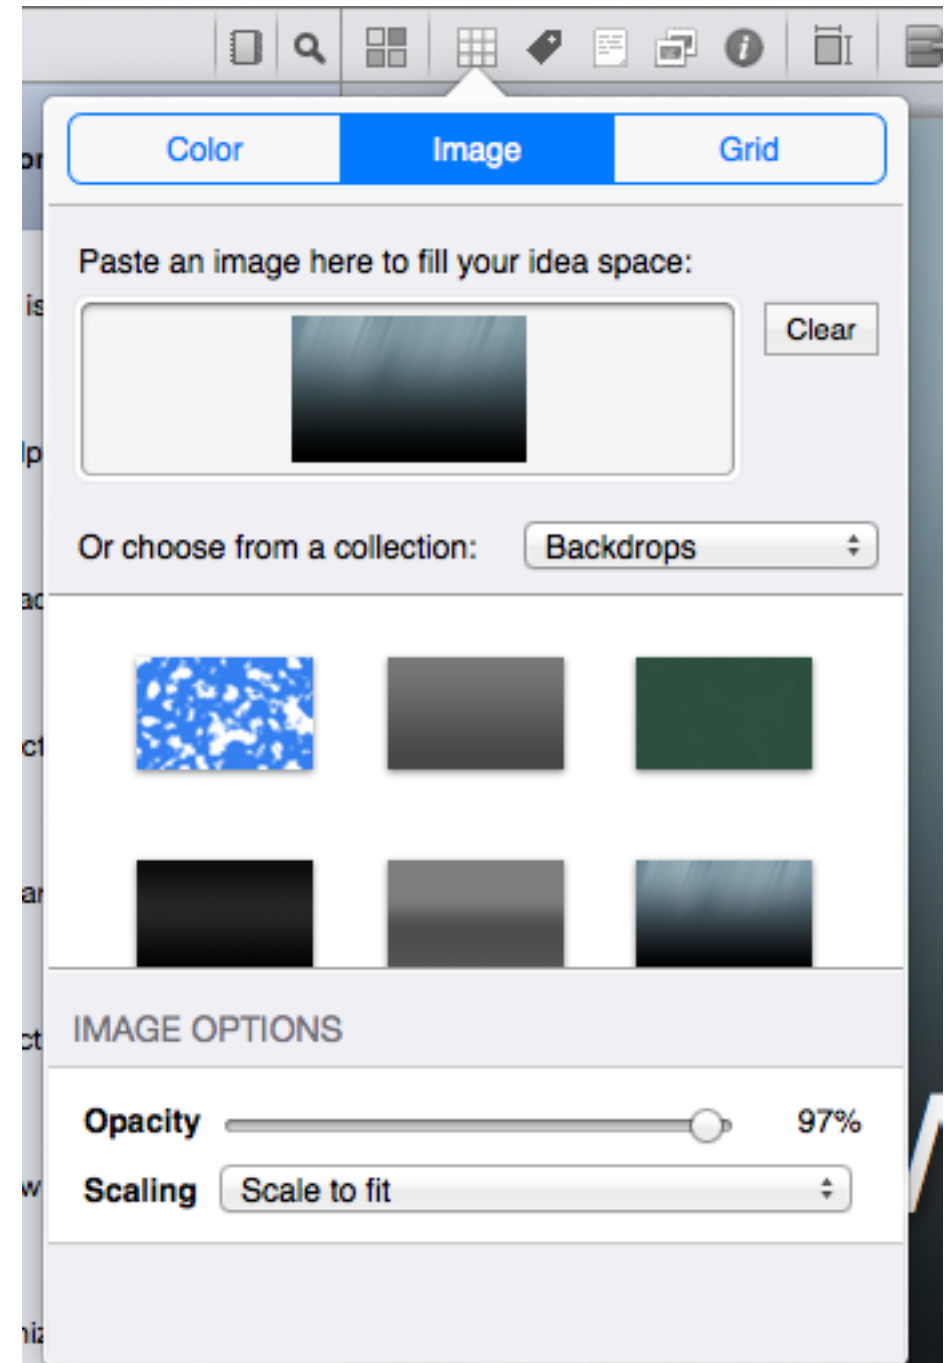 Color Image Grid
Paste an image here to fill your idea space:
Clear
Or choose from a collection: Backdrops
IMAGE OPTIONS
Opacity 97%
Scaling Scale to fit